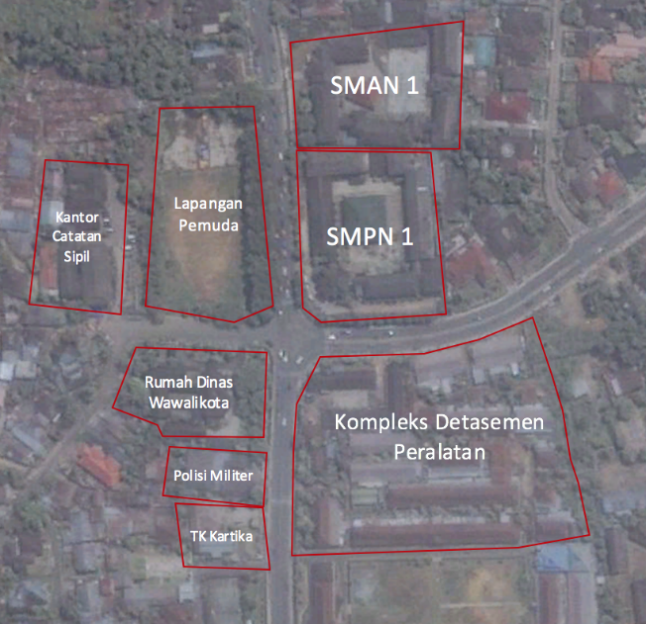 SMAN 1
Lapangan
Pemuda
Kantor
Catatan
Sipil
SMPN 1
Rumah Dinas
Wawalikota
Kompleks Detasemen
Peralatan
Polisi Militer
TK Kartika